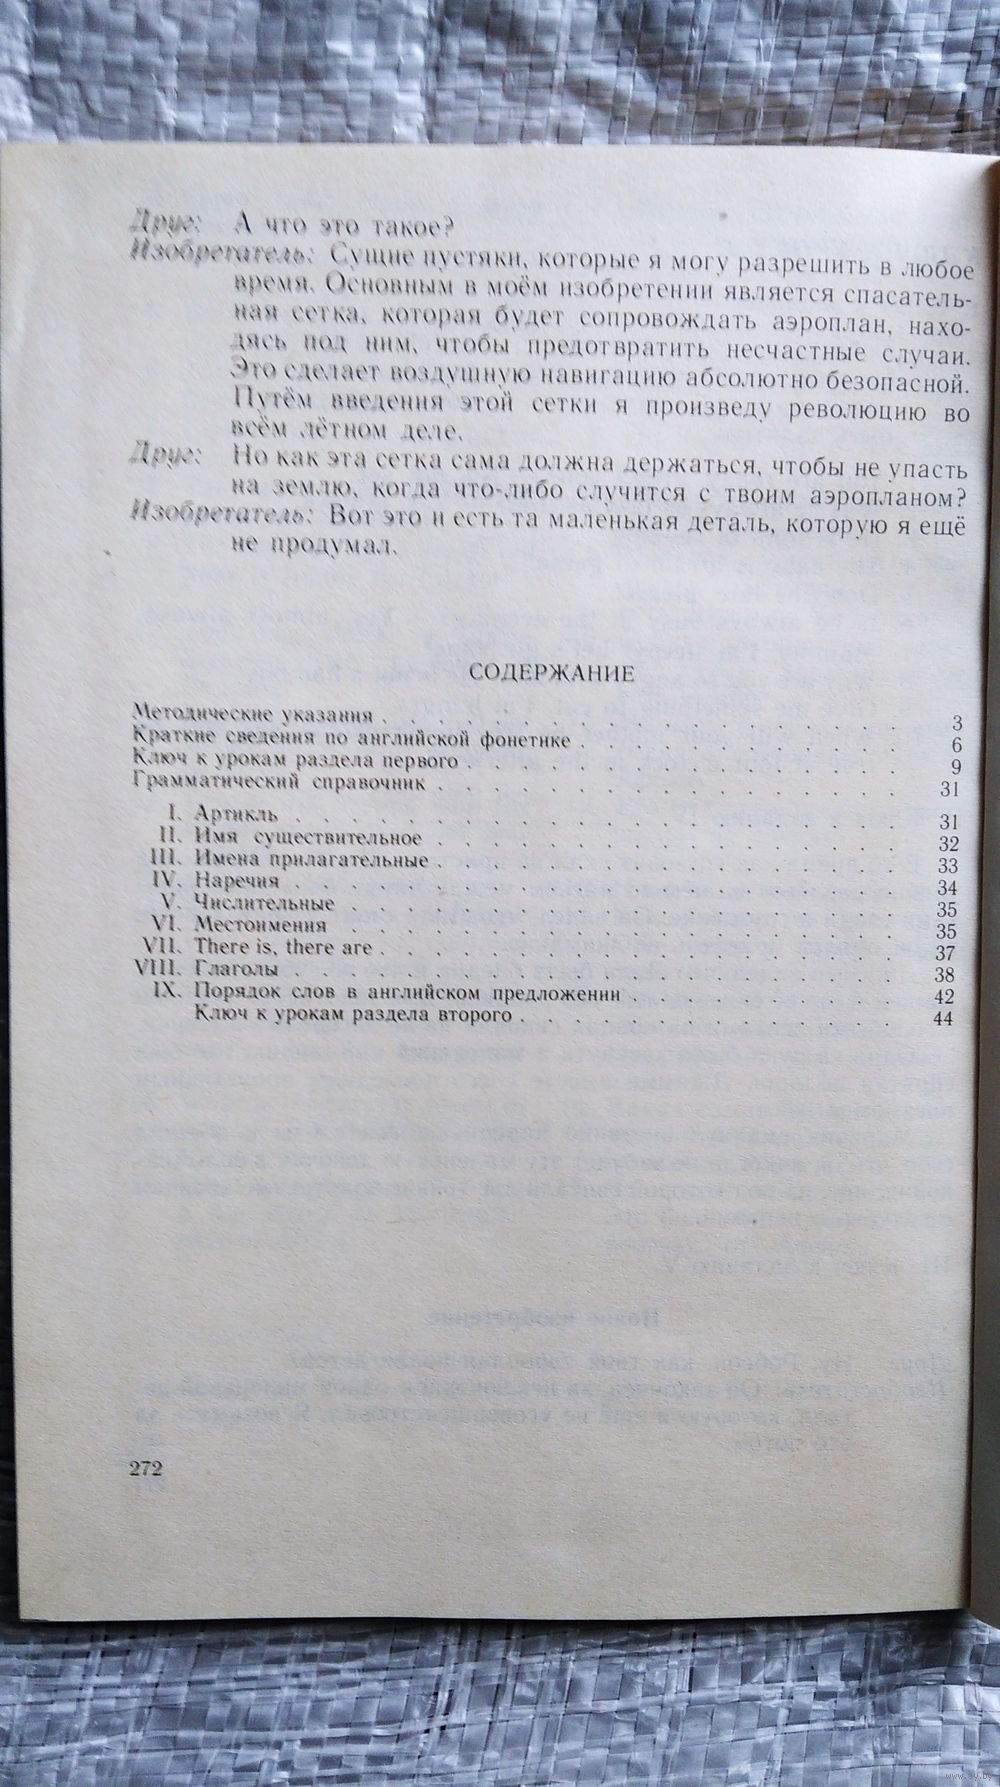 Друг: А что это такое?
Изобретатель: Сущие пустяки, которые я могу разрешить в любое
время. Основным в моём изобретении является спасатель-
ная сетка, которая будет сопровождать аэроплан, нахо-
дясь под ним, чтобы предотвратить несчастные случаи.
Это сделает воздушную навигацию абсолютно безопасной.
Путём введения этой сетки я произведу революцию во
всём лётном деле.
Друг: Но как эта сетка сама должна держаться, чтобы не упасть
на землю, когда что-либо случится с твоим аэропланом?
Изобретатель: Вот это и есть та маленькая деталь, которую я ещё
не продумал.
СОДЕРЖАНИЕ
Методические указания . . . . . . . . . . . . . . . . . . . 3
Краткие сведения по английской фонетике . . . . . . . . . . . . 6
Ключ к урокам раздела первого . . . . . . . . . . . . . . . . 9
Грамматический справочник . . . . . . . . . . . . . . . . . 31
I. Артикль . . . . . . . . . . . . . . . . . . . . . . 31
II. Имя существительное . . . . . . . . . . . . . . . . . 32
III. Имена прилагательные . . . . . . . . . . . . . . . . . 33
IV. Наречия . . . . . . . . . . . . . . . . . . . . . . 34
V. Числительные . . . . . . . . . . . . . . . . . . . . 35
VI. Местоимения . . . . . . . . . . . . . . . . . . . . 35
VII. There is, there are . . . . . . . . . . . . . . . . . . . 37
VIII. Глаголы . . . . . . . . . . . . . . . . . . . . . . 38
IX. Порядок слов в английском предложении . . . . . . . . . . 42
Ключ к урокам раздела второго . . . . . . . . . . . . . . 44
272